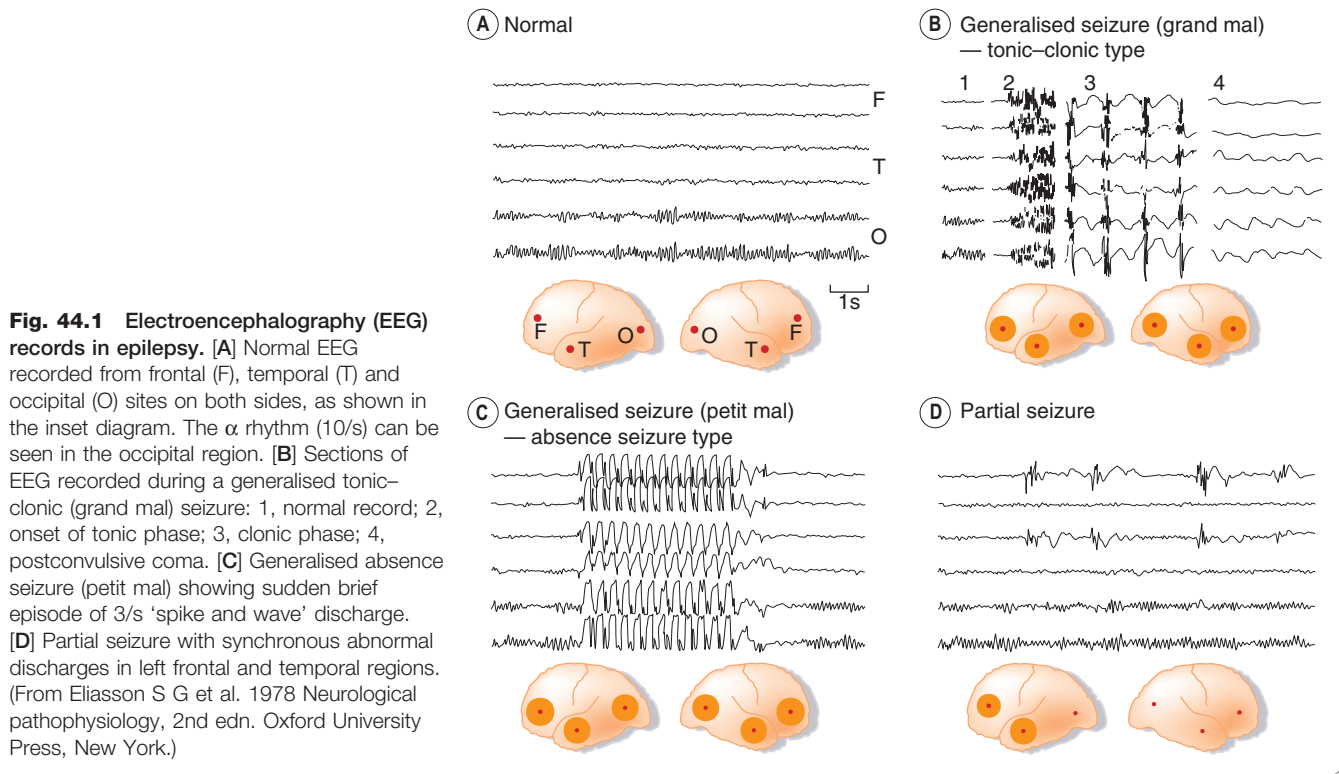 Fig. 44.1 Electroencephalography (EEG)
records in epilepsy. [A] Normal EEG
recorded from frontal (F), temporal (T) and
occipital (O) sites on both sides, as shown in
the inset diagram. The α rhythm (10/s) can be
seen in the occipital region. [B] Sections of
EEG recorded during a generalised tonic–
clonic (grand mal) seizure: 1, normal record; 2,
onset of tonic phase; 3, clonic phase; 4,
postconvulsive coma. [C] Generalised absence
seizure (petit mal) showing sudden brief
episode of 3/s ‘spike and wave’ discharge.
[D] Partial seizure with synchronous abnormal
discharges in left frontal and temporal regions.
(From Eliasson S G et al. 1978 Neurological
pathophysiology, 2nd edn. Oxford University
Press, New York.)
A Normal
F
T
O
1s
F
T
O
O
T
F
B Generalised seizure (grand mal)
— tonic–clonic type
1 2 3 4
C Generalised seizure (petit mal)
— absence seizure type
D Partial seizure